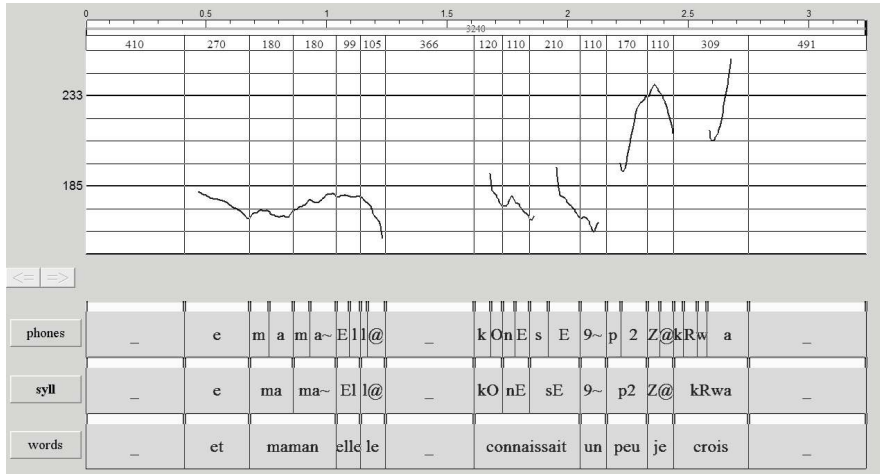 0 0.5 1 1.5 2 2.5 3
3240
410 270 180 180 99 105 366 120 110 210 110 170 110 309 491
233
185
<= =>
phones _ e m a m a~ E l l @ _ k O n E s E 9~ p 2 Z @ k R w a _
syll _ e ma ma~ El l@ _ kO nE sE 9~ p2 Z@ kRwa _
words _ et maman elle le _ connaissait un peu je crois _